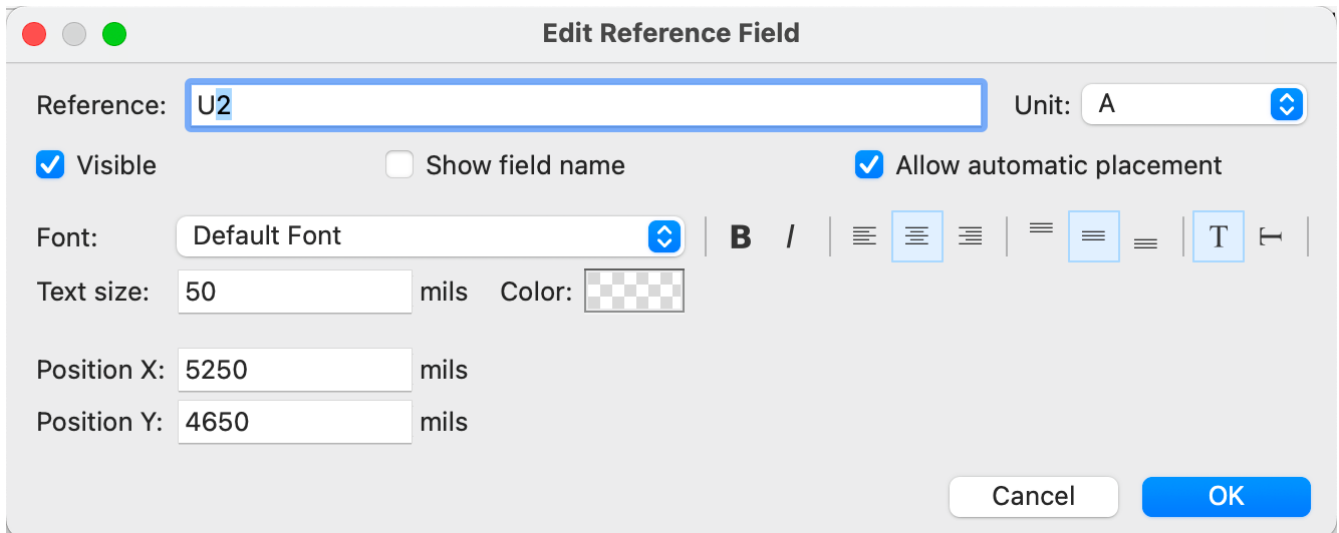 Edit Reference Field
Reference: U2 Unit: A
Visible Show field name Allow automatic placement
Font: Default Font B I T T
Text size: 50 mils Color:
Position X: 5250 mils
Position Y: 4650 mils
Cancel OK